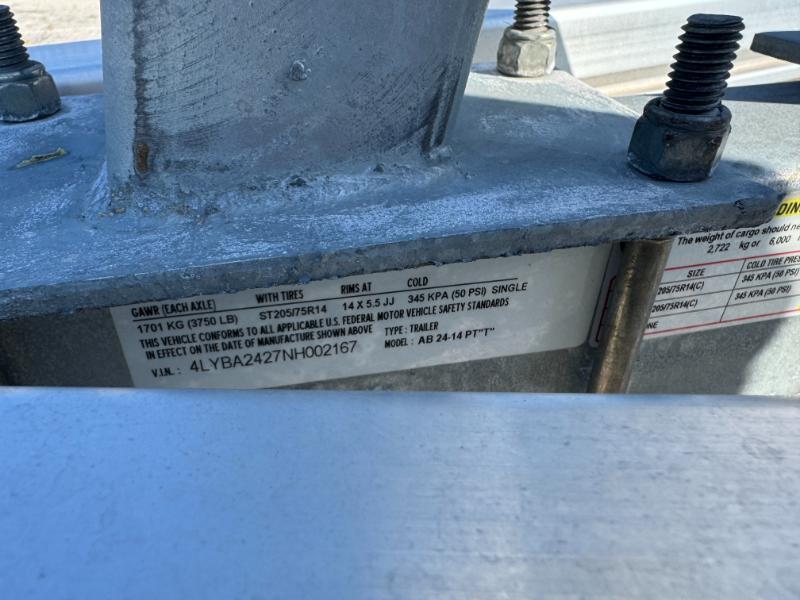 GAWR (EACH AXLE) WITH TIRES RIMS AT COLD
1701 KG (3750 LB) ST205/75R14 14 X 5.5 JJ 345 KPA (50 PSI) SINGLE
THIS VEHICLE CONFORMS TO ALL APPLICABLE U.S. FEDERAL MOTOR VEHICLE SAFETY STANDARDS
IN EFFECT ON THE DATE OF MANUFACTURE SHOWN ABOVE TYPE: TRAILER
V.I.N.: 4LYBA2427NH002167 MODEL: AB 24-14 PT"T"
The weight of cargo should
2,722 kg or 6,000
SIZE COLD TIRE
205/75R14(C) 345 KPA (50 PSI)
205/75R14(C) 345 KPA (50 PSI)